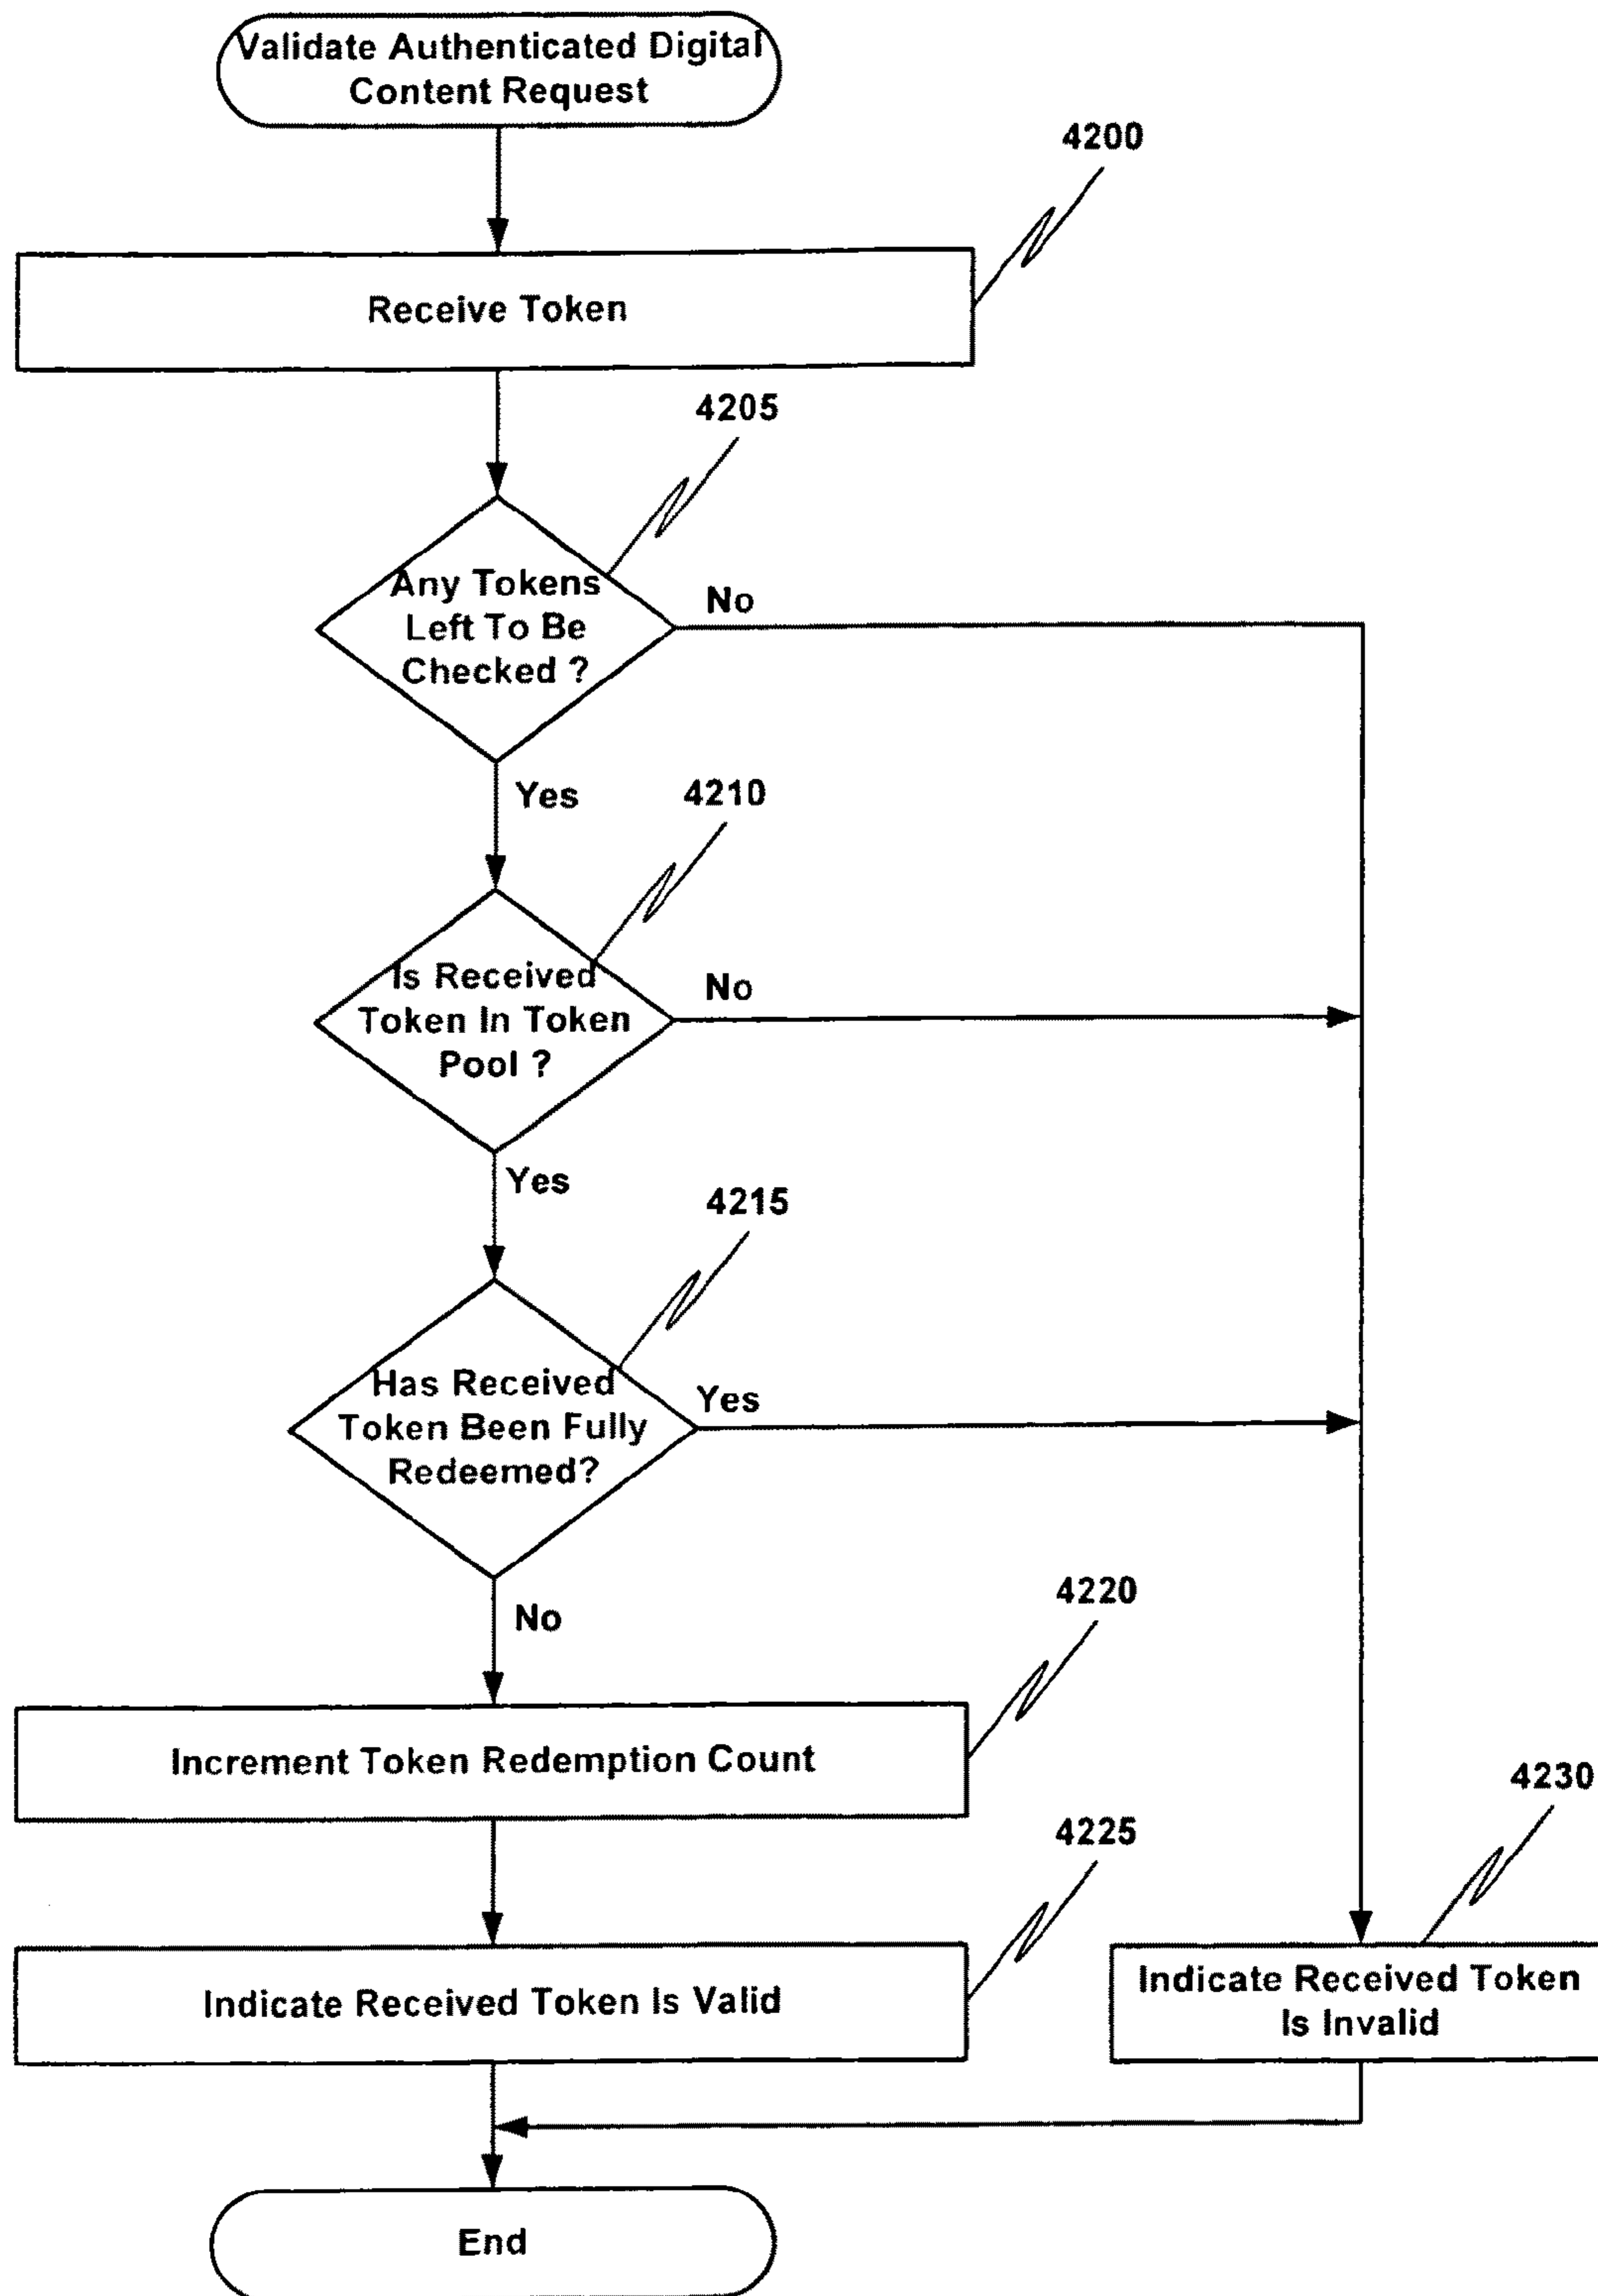 Validate Authenticated Digital
Content Request
4200
Receive Token
4205
Any Tokens
Left To Be
Checked ?
No
Yes
4210
Is Received
Token In Token
Pool ?
No
Yes
4215
Has Received
Token Been Fully
Redeemed?
Yes
No
4220
Increment Token Redemption Count
4225
Indicate Received Token Is Valid
4230
Indicate Received Token
Is Invalid
End